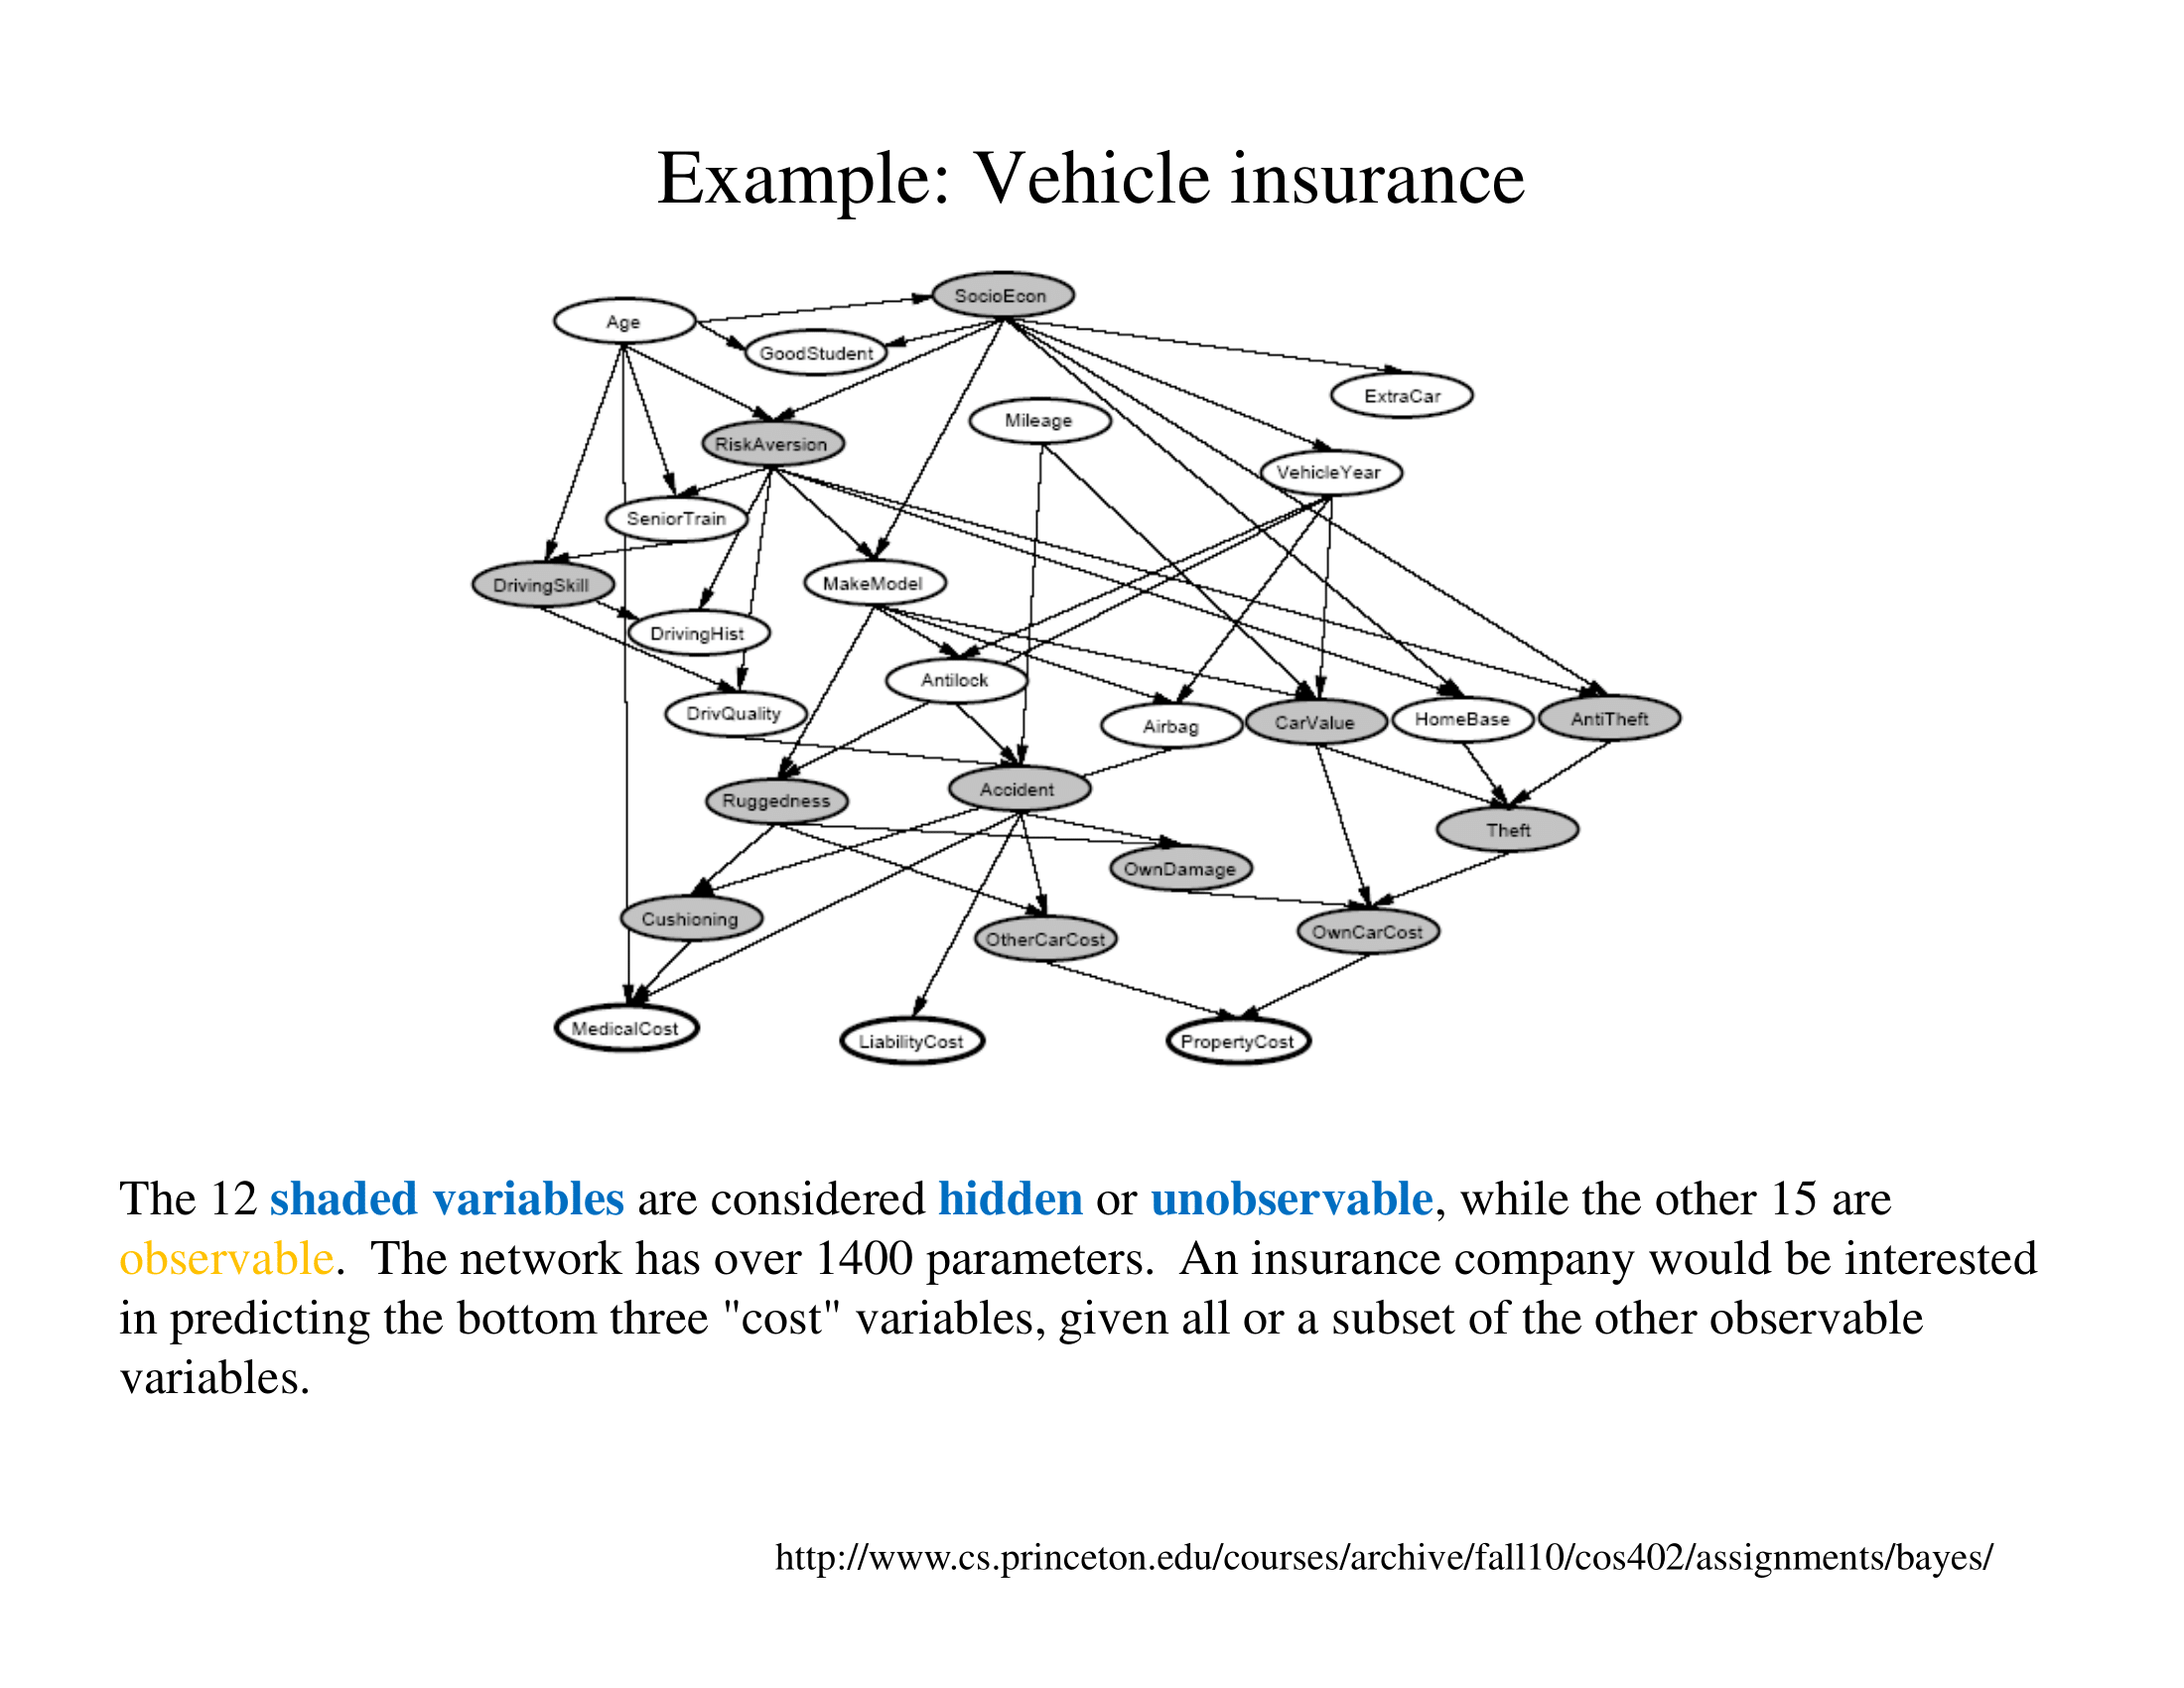 Example: Vehicle insurance
SocioEcon
Age
GoodStudent
ExtraCar
Mileage
RiskAversion
VehicleYear
SeniorTrain
DrivingSkill
MakeModel
DrivingHist
Antilock
DrivQuality
Airbag
CarValue
HomeBase
AntiTheft
Ruggedness
Accident
Theft
OwnDamage
Cushioning
OtherCarCost
OwnCarCost
MedicalCost
LiabilityCost
PropertyCost
The 12 shaded variables are considered hidden or unobservable, while the other 15 are
observable.  The network has over 1400 parameters.  An insurance company would be interested
in predicting the bottom three "cost" variables, given all or a subset of the other observable
variables.
http://www.cs.princeton.edu/courses/archive/fall10/cos402/assignments/bayes/